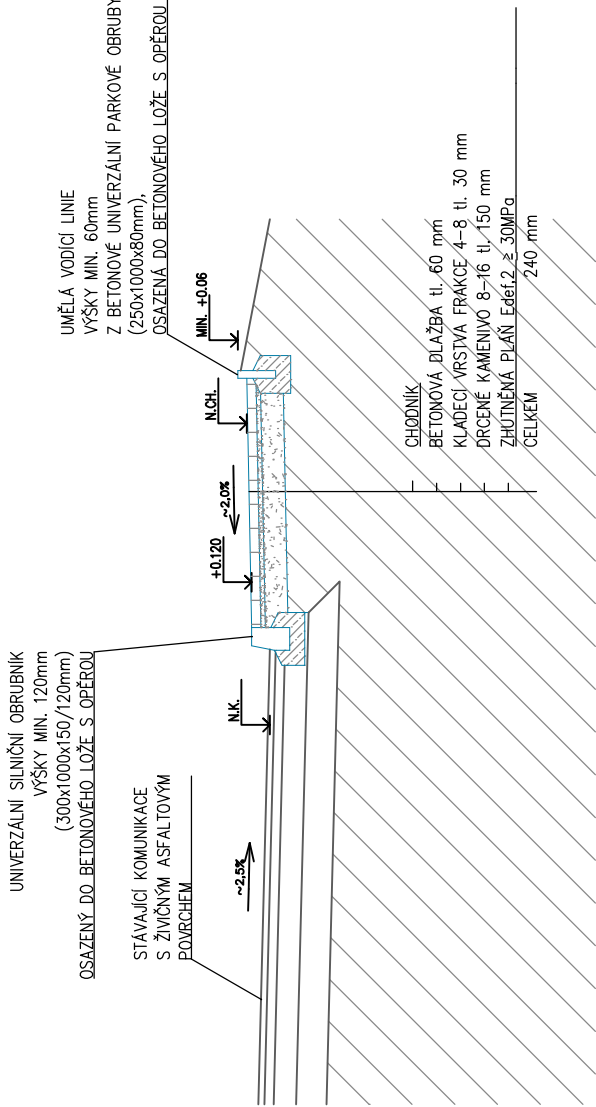 UNIVERZÁLNÍ SILNIČNÍ OBRUBNÍK
VÝŠKY MIN. 120mm
(300x1000x150/120mm)
OSAZENÝ DO BETONOVÉHO LOŽE S OPĚROU
STÁVAJÍCÍ KOMUNIKACE
S ŽIVIČNÝM ASFALTOVÝM
POVRCHEM
~2,5%
N.K.
+0.120
~2,0%
N.CH.
MIN. +0.06
UMĚLÁ VODÍCÍ LINIE
VÝŠKY MIN. 60mm
Z BETONOVÉ UNIVERZÁLNÍ PARKOVÉ OBRUBY
(250x1000x80mm),
OSAZENÁ DO BETONOVÉHO LOŽE S OPĚROU
CHODNÍK
BETONOVÁ DLAŽBA tl. 60 mm
KLADECÍ VRSTVA FRAKCE 4-8 tl. 30 mm
DRCENÉ KAMENIVO 8-16 tl. 150 mm
ZHUTNĚNÁ PLÁŇ Edef,2 ≥ 30MPa
CELKEM 240 mm